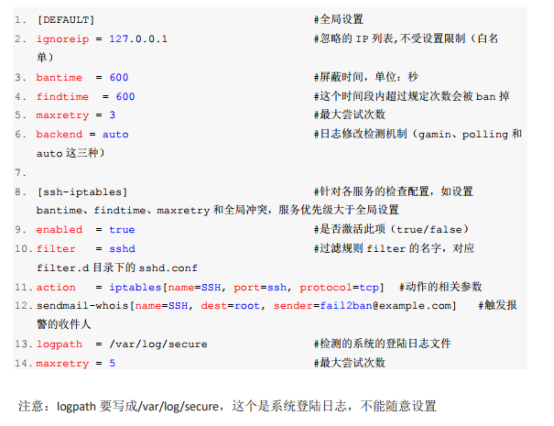 1. [DEFAULT] #全局设置
2. ignoreip = 127.0.0.1 #忽略的 IP 列表,不受设置限制（白名
单）
3. bantime = 600 #屏蔽时间，单位：秒
4. findtime = 600 #这个时间段内超过规定次数会被 ban 掉
5. maxretry = 3 #最大尝试次数
6. backend = auto #日志修改检测机制（gamin、polling 和
auto 这三种）
7.
8. [ssh-iptables] #针对各服务的检查配置，如设置
bantime、findtime、maxretry 和全局冲突，服务优先级大于全局设置
9. enabled = true #是否激活此项（true/false）
10. filter = sshd #过滤规则 filter 的名字，对应
filter.d 目录下的 sshd.conf
11. action = iptables[name=SSH, port=ssh, protocol=tcp] #动作的相关参数
12. sendmail-whois[name=SSH, dest=root, sender=fail2ban@example.com] #触发报
警的收件人
13. logpath = /var/log/secure #检测的系统的登陆日志文件
14. maxretry = 5 #最大尝试次数
注意：logpath 要写成/var/log/secure，这个是系统登陆日志，不能随意设置